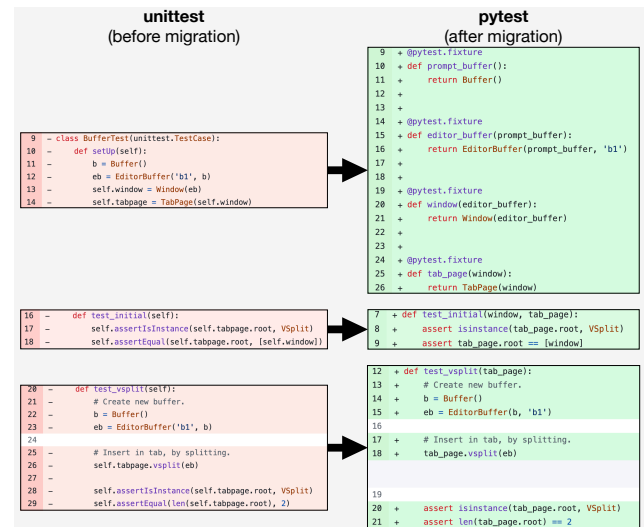 unittest
(before migration)
9 - class BufferTest(unittest.TestCase):
10 - def setUp(self):
11 - b = Buffer()
12 - eb = EditorBuffer('b1', b)
13 - self.window = Window(eb)
14 - self.tabpage = TabPage(self.window)
16 - def test_initial(self):
17 - self.assertIsInstance(self.tabpage.root, VSplit)
18 - self.assertEqual(self.tabpage.root, [self.window])
20 - def test_vsplit(self):
21 - # Create new buffer.
22 - b = Buffer()
23 - eb = EditorBuffer('b1', b)
24
25 - # Insert in tab, by splitting.
26 - self.tabpage.vsplit(eb)
27 -
28 - self.assertIsInstance(self.tabpage.root, VSplit)
29 - self.assertEqual(len(self.tabpage.root), 2)
pytest
(after migration)
9 + @pytest.fixture
10 + def prompt_buffer():
11 + return Buffer()
12 +
13 +
14 + @pytest.fixture
15 + def editor_buffer(prompt_buffer):
16 + return EditorBuffer(prompt_buffer, 'b1')
17 +
18 +
19 + @pytest.fixture
20 + def window(editor_buffer):
21 + return Window(editor_buffer)
22 +
23 +
24 + @pytest.fixture
25 + def tab_page(window):
26 + return TabPage(window)
7 + def test_initial(window, tab_page):
8 + assert isinstance(tab_page.root, VSplit)
9 + assert tab_page.root == [window]
12 + def test_vsplit(tab_page):
13 + # Create new buffer.
14 + b = Buffer()
15 + eb = EditorBuffer(b, 'b1')
16
17 + # Insert in tab, by splitting.
18 + tab_page.vsplit(eb)
19
20 + assert isinstance(tab_page.root, VSplit)
21 + assert len(tab_page.root) == 2